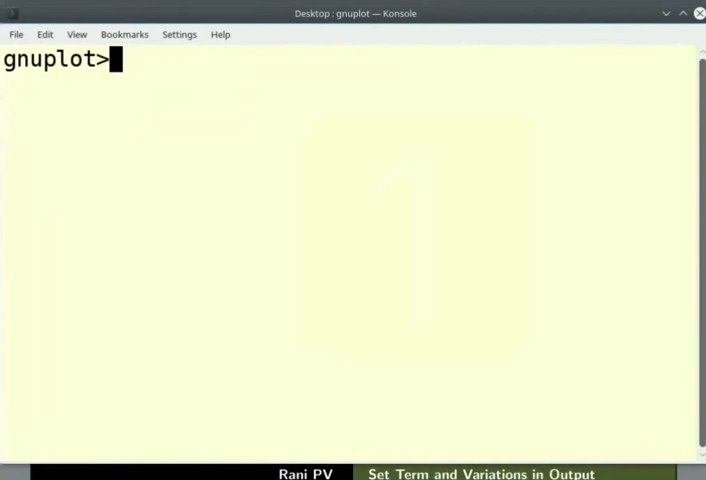 Desktop : gnuplot — Konsole
File Edit View Bookmarks Settings Help
gnuplot>
Rani PV Set Term and Variations in Output